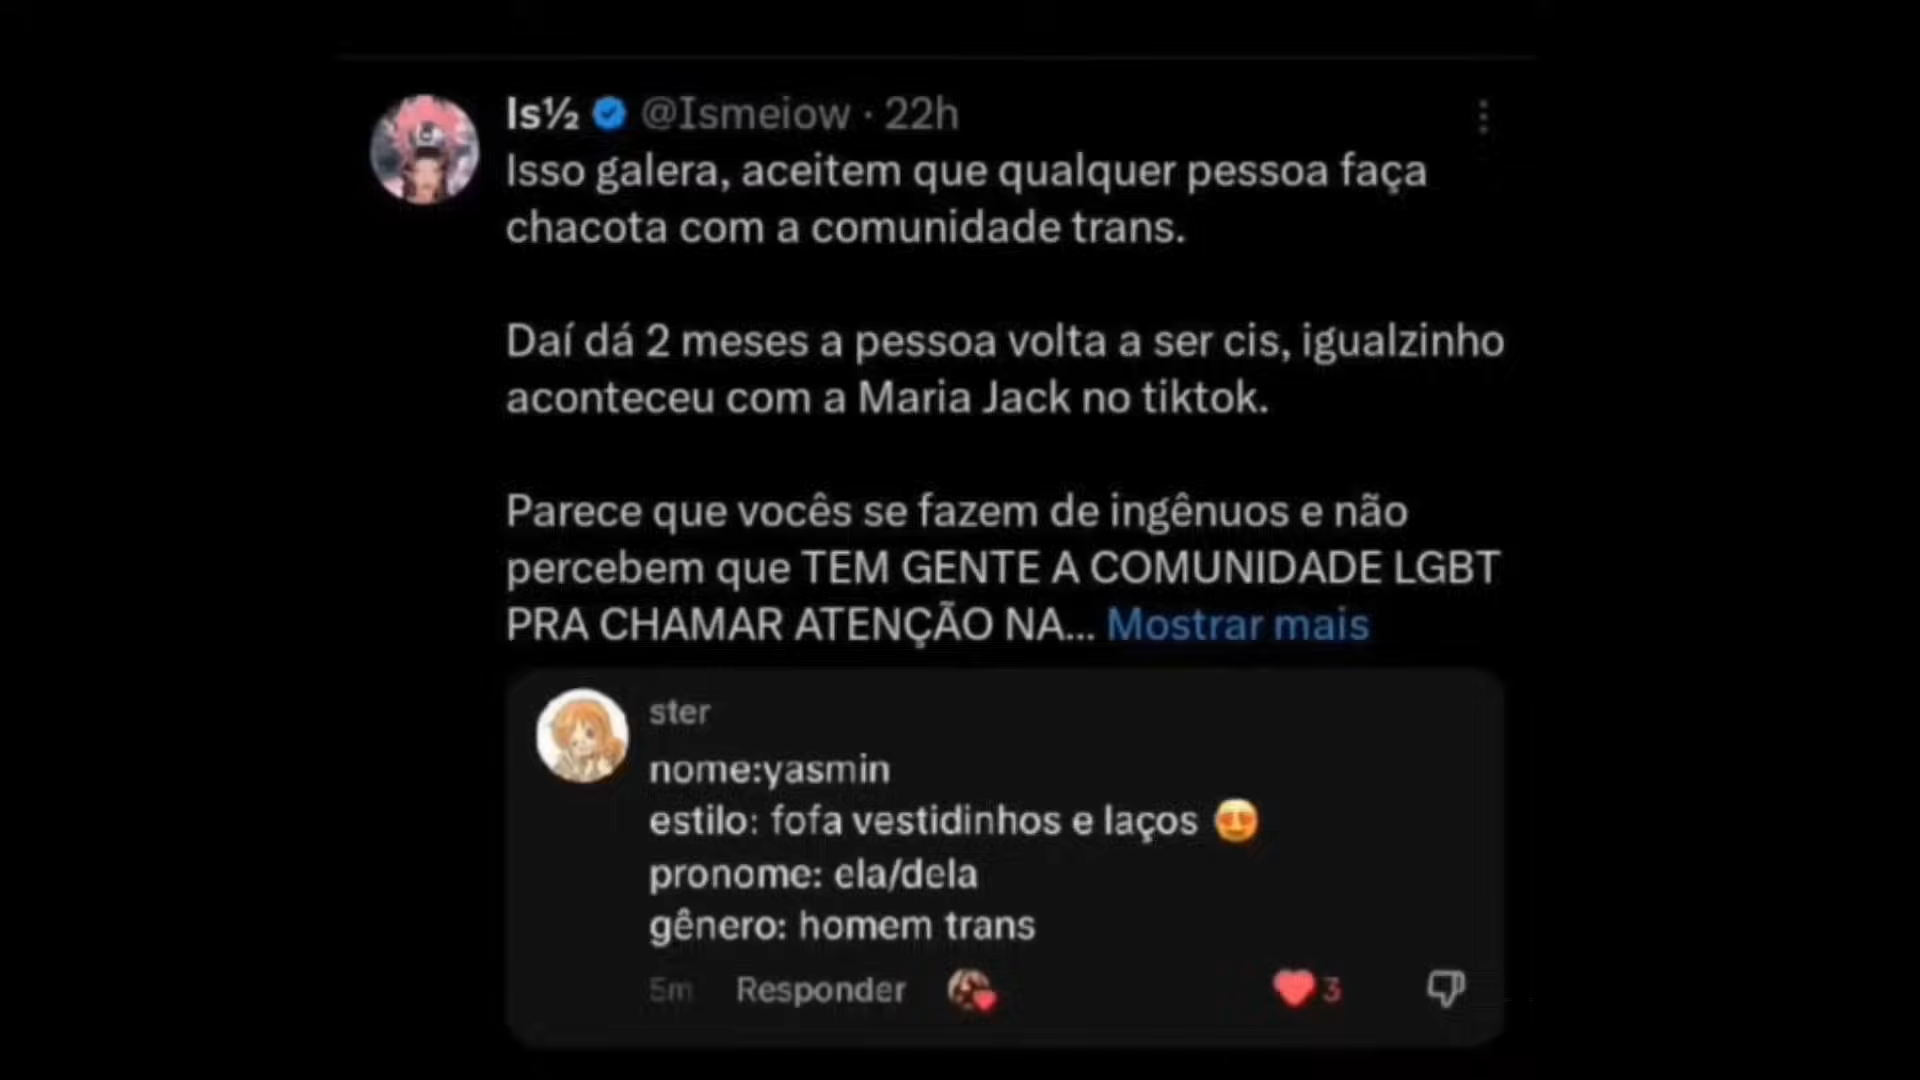 Is½ @Ismeiow · 22h
Isso galera, aceitem que qualquer pessoa faça
chacota com a comunidade trans.
Daí dá 2 meses a pessoa volta a ser cis, igualzinho
aconteceu com a Maria Jack no tiktok.
Parece que vocês se fazem de ingênuos e não
percebem que TEM GENTE A COMUNIDADE LGBT
PRA CHAMAR ATENÇÃO NA... Mostrar mais
ster
nome:yasmin
estilo: fofa vestidinhos e laços 😍
pronome: ela/dela
gênero: homem trans
5m Responder 3